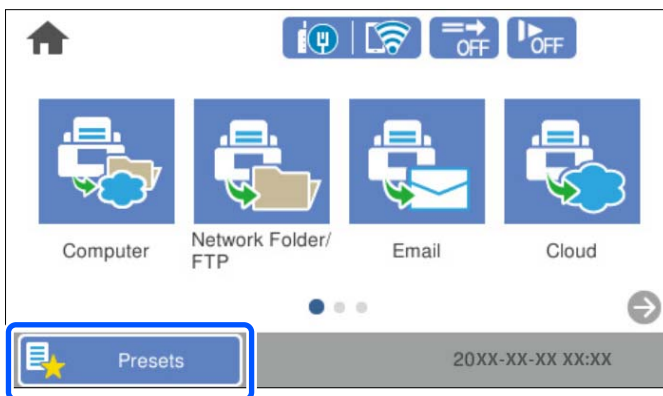 OFF
OFF
Computer
Network Folder/
FTP
Email
Cloud
Presets
20XX-XX-XX XX:XX